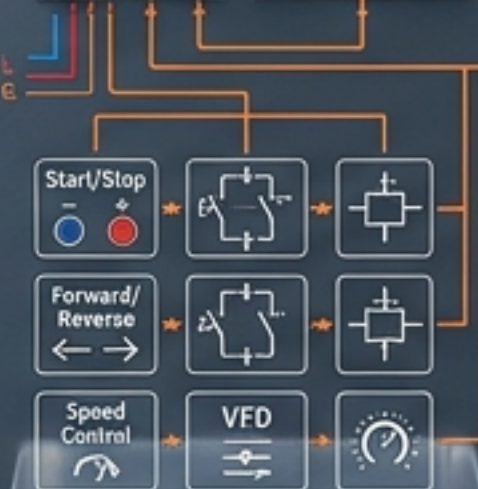 Start/Stop
Forward/
Reverse
Speed
Control
VFD